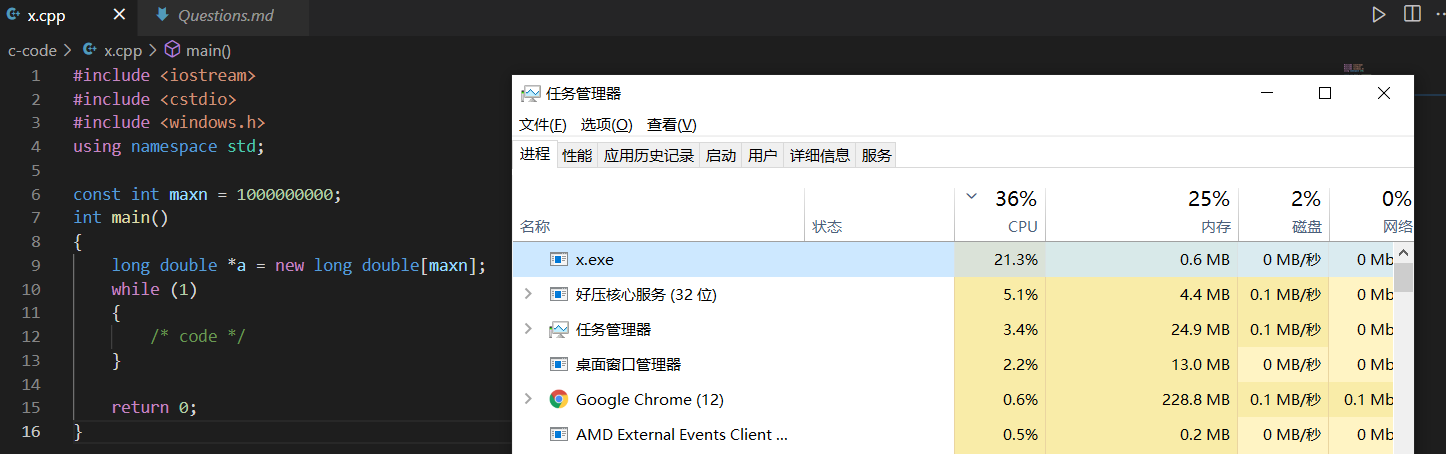 x.cpp
Questions.md
c-code > x.cpp > main()
1 #include <iostream>
2 #include <cstdio>
3 #include <windows.h>
4 using namespace std;
5
6 const int maxn = 1000000000;
7 int main()
8 {
9 long double *a = new long double[maxn];
10 while (1)
11 {
12 /* code */
13 }
14
15 return 0;
16 }
任务管理器
文件(F) 选项(O) 查看(V)
进程 性能 应用历史记录 启动 用户 详细信息 服务
36% 25% 2% 0%
名称 状态 CPU 内存 磁盘 网络
x.exe 21.3% 0.6 MB 0 MB/秒 0 Mb
好压核心服务 (32 位) 5.1% 4.4 MB 0.1 MB/秒 0 Mb
任务管理器 3.4% 24.9 MB 0.1 MB/秒 0 Mb
桌面窗口管理器 2.2% 13.0 MB 0 MB/秒 0 Mb
Google Chrome (12) 0.6% 228.8 MB 0.1 MB/秒 0.1 Mb
AMD External Events Client ... 0.5% 0.2 MB 0 MB/秒 0 Mb